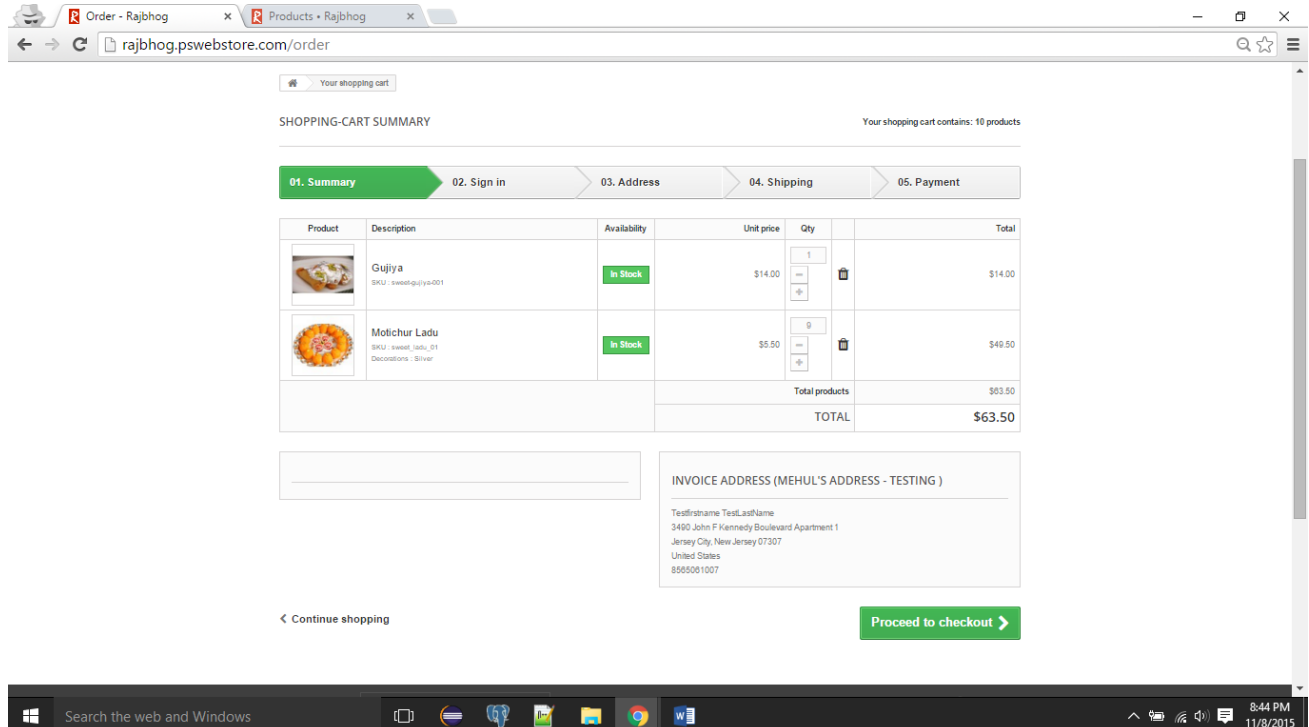 Order - Rajbhog
Products • Rajbhog
rajbhog.pswebstore.com/order
Your shopping cart
SHOPPING-CART SUMMARY
Your shopping cart contains: 10 products
01. Summary
02. Sign in
03. Address
04. Shipping
05. Payment
Product Description Availability Unit price Qty Total
Gujiya
SKU : sweet-gujiya-001
In Stock
$14.00
1
$14.00
Motichur Ladu
SKU : sweet_ladu_01
Decorations : Silver
In Stock
$5.50
9
$49.50
Total products $63.50
TOTAL $63.50
INVOICE ADDRESS (MEHUL'S ADDRESS - TESTING )
Testfirstname TestLastName
3490 John F Kennedy Boulevard Apartment 1
Jersey City, New Jersey 07307
United States
8565061007
Continue shopping
Proceed to checkout
Search the web and Windows
8:44 PM
11/8/2015